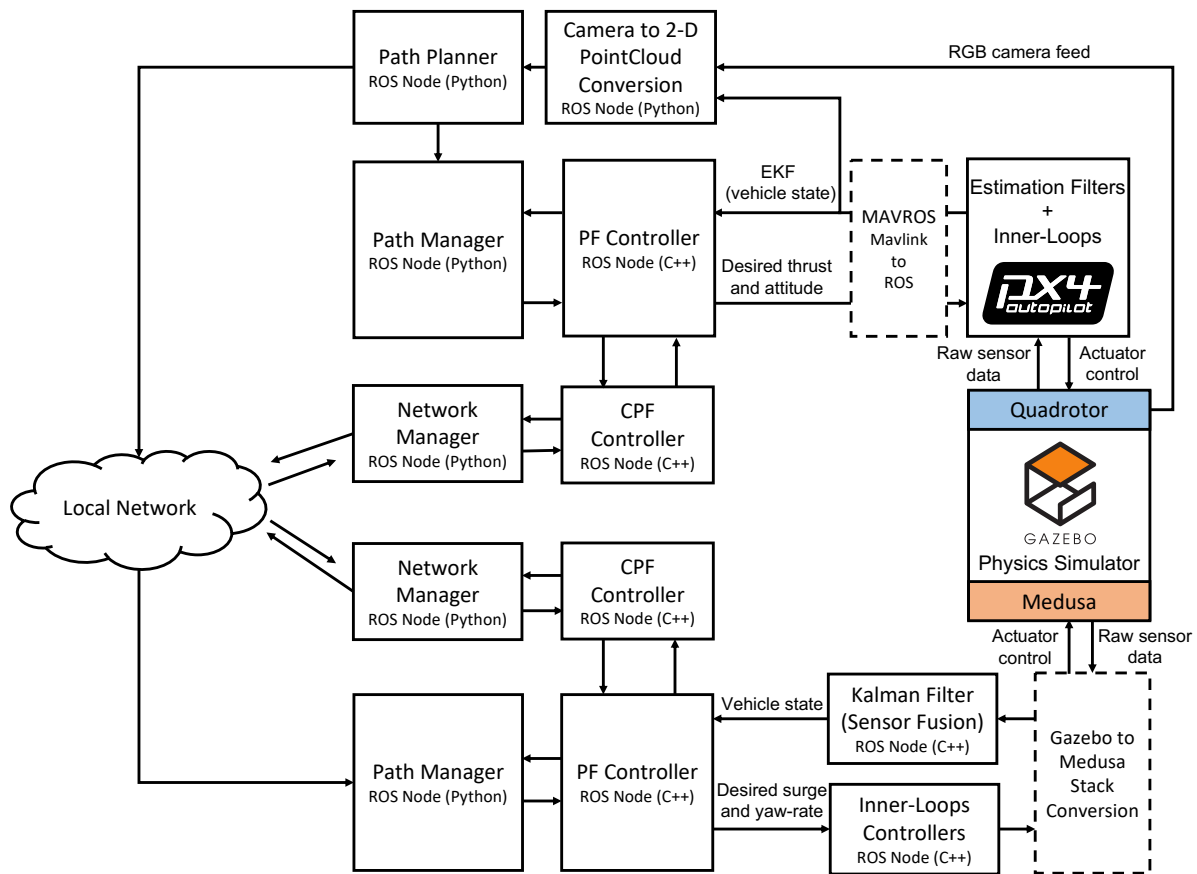 Camera to 2-D
PointCloud
Conversion
ROS Node (Python)
Path Planner
ROS Node (Python)
RGB camera feed
EKF
(vehicle state)
Path Manager
ROS Node (Python)
PF Controller
ROS Node (C++)
Desired thrust
and attitude
MAVROS
Mavlink
to
ROS
Estimation Filters
+
Inner-Loops
px4
autopilot
Raw sensor
data
Actuator
control
Network
Manager
ROS Node (Python)
CPF
Controller
ROS Node (C++)
Quadrotor
GAZEBO
Physics Simulator
Medusa
Local Network
Network
Manager
ROS Node (Python)
CPF
Controller
ROS Node (C++)
Actuator
control
Raw sensor
data
Path Manager
ROS Node (Python)
PF Controller
ROS Node (C++)
Vehicle state
Kalman Filter
(Sensor Fusion)
ROS Node (C++)
Desired surge
and yaw-rate
Inner-Loops
Controllers
ROS Node (C++)
Gazebo to
Medusa
Stack
Conversion